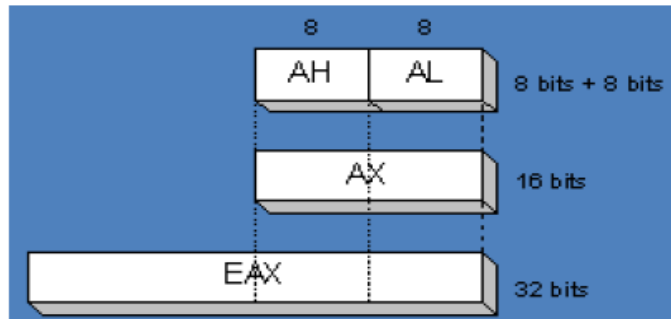 8 8
AH AL 8 bits + 8 bits
AX 16 bits
EAX 32 bits